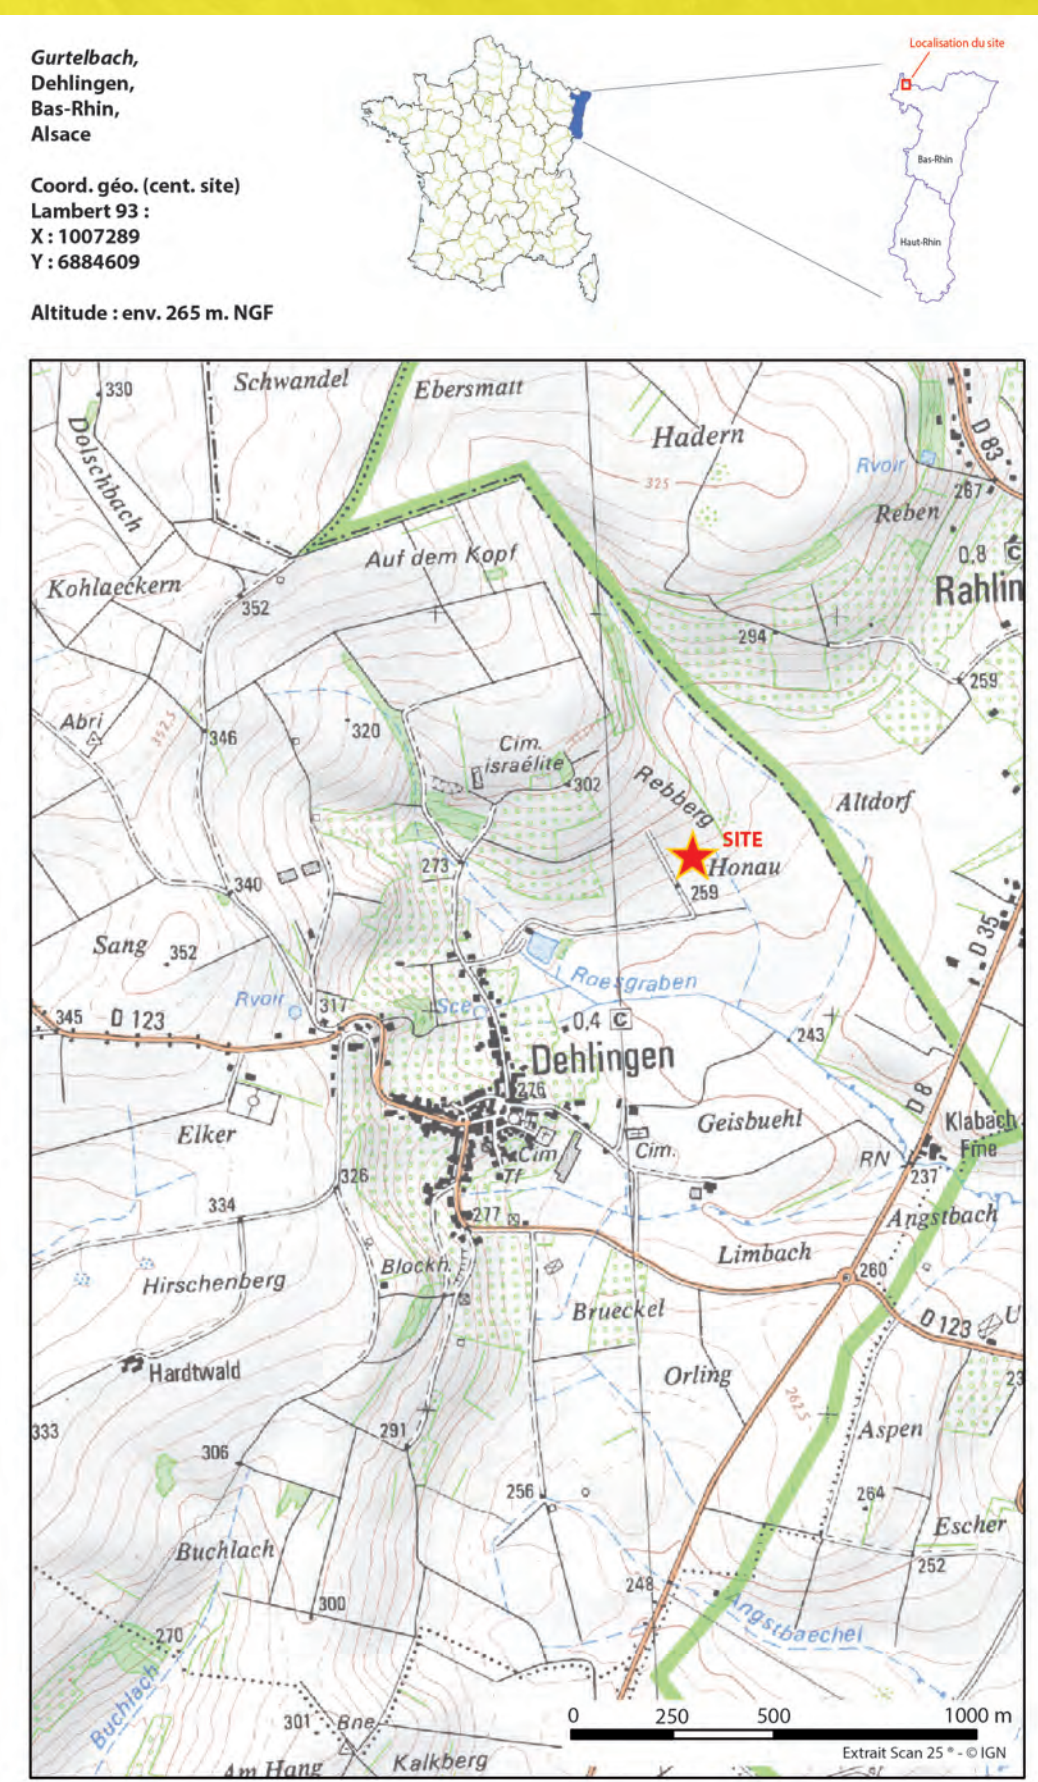 Gurtelbach,
Dehlingen,
Bas-Rhin,
Alsace
Coord. géo. (cent. site)
Lambert 93 :
X : 1007289
Y : 6884609
Altitude : env. 265 m. NGF
Localisation du site
Bas-Rhin
Haut-Rhin
330
Schwandel
Ebersmatt
Dolschbach
Hadern
D 83
325
Rvoir
267
Reben
Auf dem Kopf
0,8 C
Kohlaeckern
Rahlin
352
294
259
Abri
352,5
346
320
Cim.
israélite
302
Rebberg
Altdorf
SITE
273
Honau
340
259
Sang
352
D 35
Roesgraben
Rvoir
317
Sce
345
D 123
0,4 C
243
Dehlingen
276
D 8
Geisbuehl
Klabach
Fme
Elker
Cim
Cim.
RN
Tf
237
326
334
277
Angstbach
Limbach
Blockh.
260
Hirschenberg
Brueckel
D 123
U
Hardtwald
Orling
23
262,5
333
291
Aspen
306
256
264
Escher
Buchlach
252
248
300
Angstbaechel
270
Buchlach
301
Bne
0 250 500 1000 m
Extrait Scan 25 ® - © IGN
Am Hang
Kalkberg